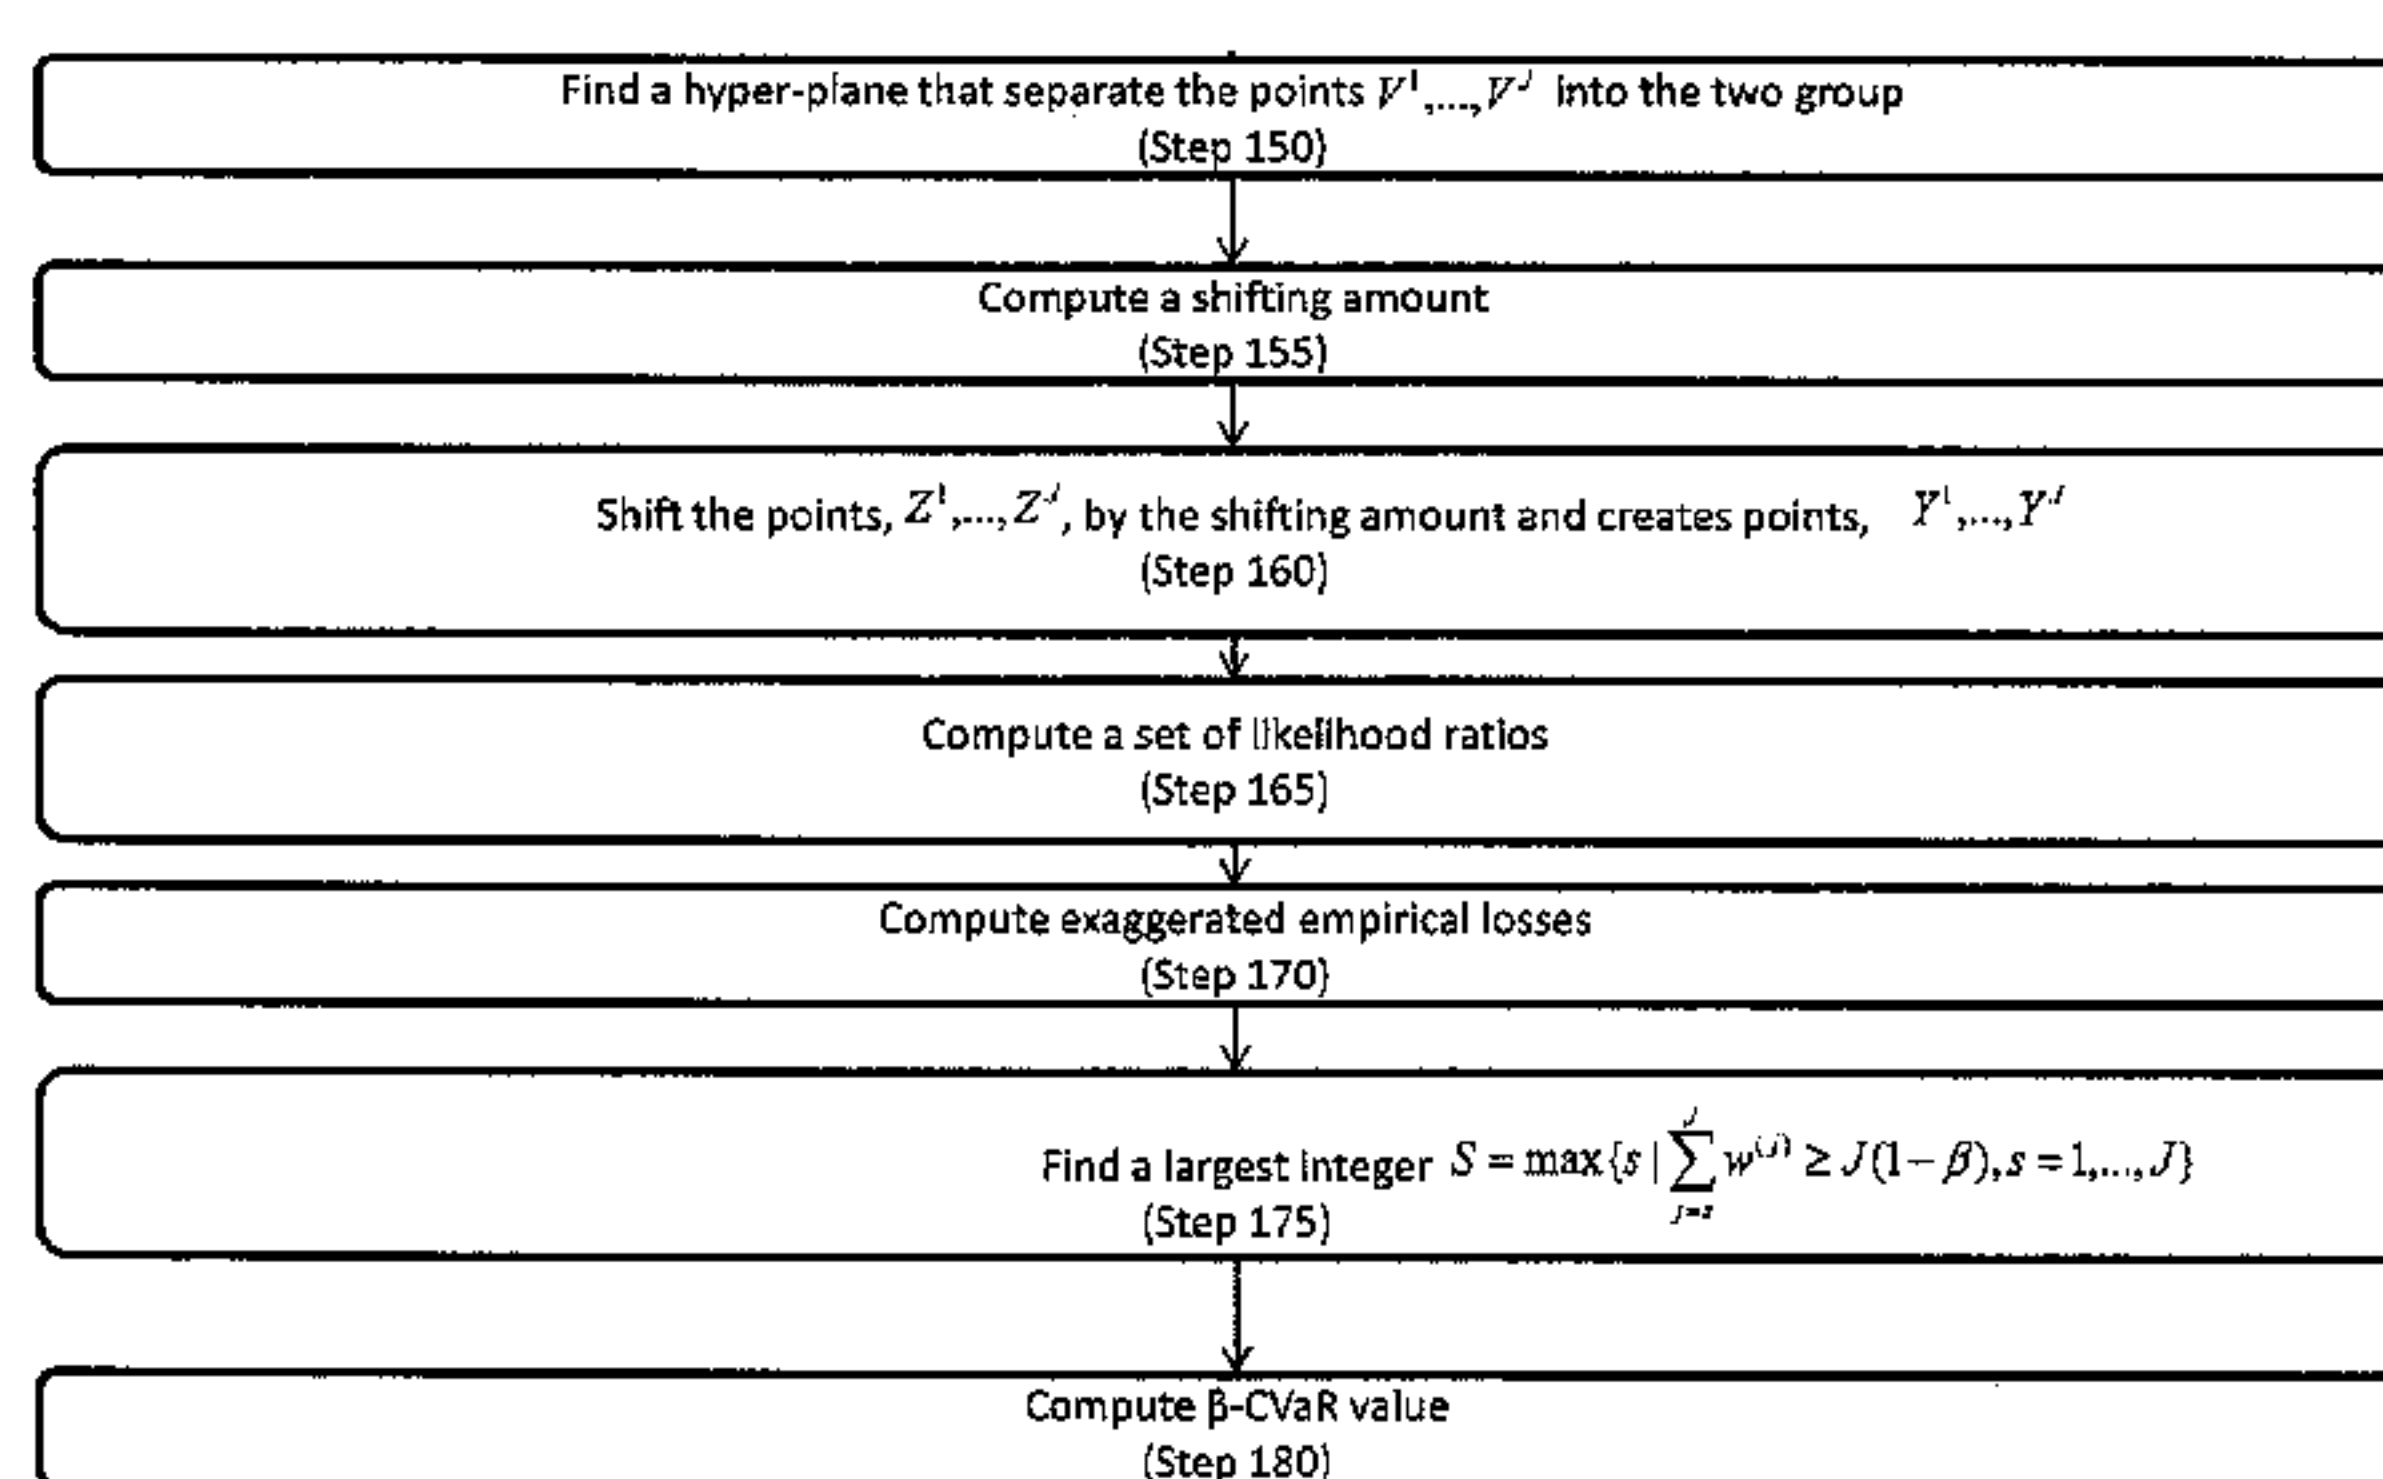 Find a hyper-plane that separate the points V¹,...,Vᴶ into the two group
(Step 150)
Compute a shifting amount
(Step 155)
Shift the points, Z¹,...,Zᴶ, by the shifting amount and creates points, Y¹,...,Yᴶ
(Step 160)
Compute a set of likelihood ratios
(Step 165)
Compute exaggerated empirical losses
(Step 170)
Find a largest integer S = max{s | ∑_{j=s}^{J} w^{(j)} ≥ J(1−β), s = 1,..., J}
(Step 175)
Compute β-CVaR value
(Step 180)